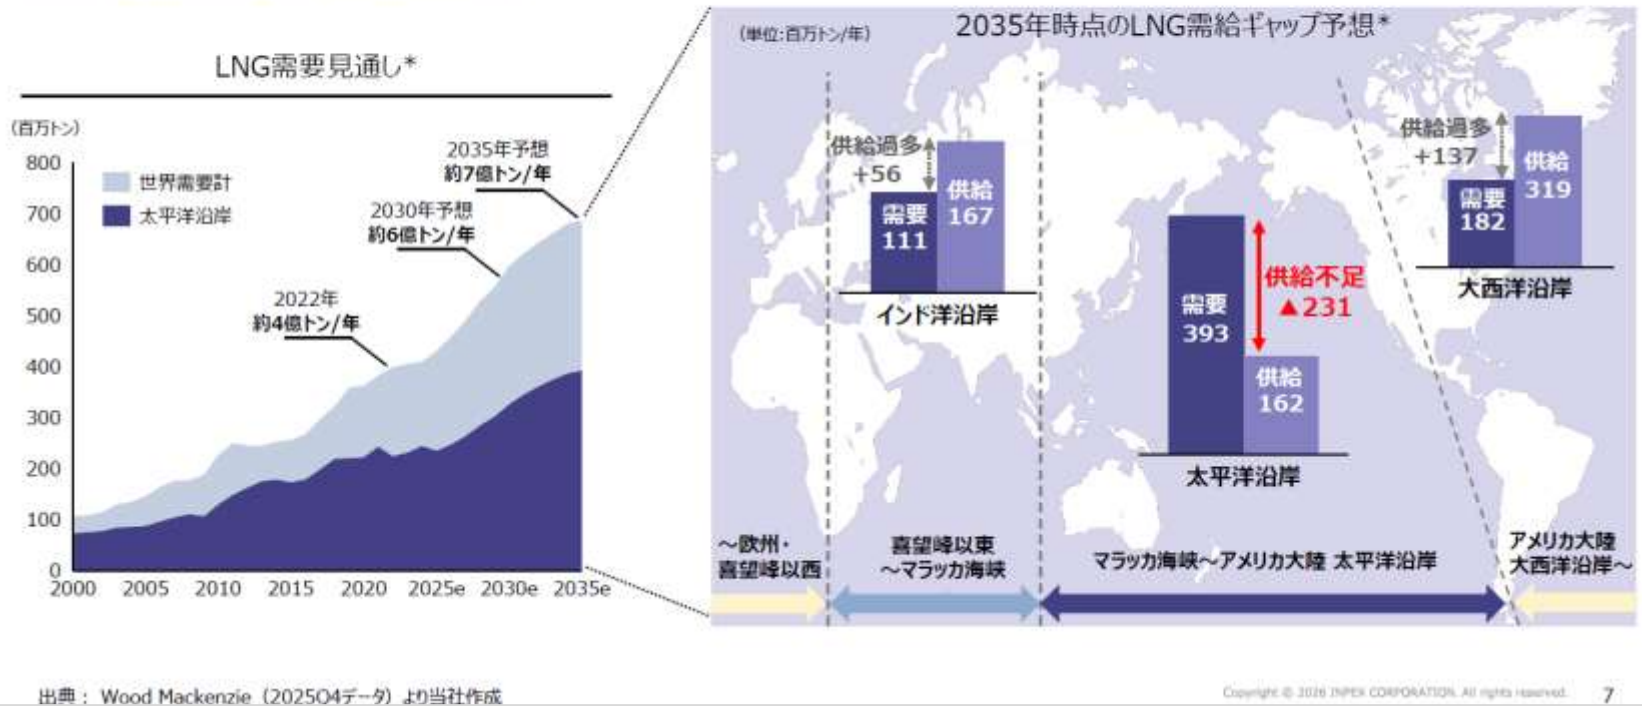 LNG需要見通し*
(百万トン)
800
700
600
500
400
300
200
100
0
2000 2005 2010 2015 2020 2025e 2030e 2035e
世界需要計
太平洋沿岸
2022年
約4億トン/年
2030年予想
約6億トン/年
2035年予想
約7億トン/年
(単位:百万トン/年)
2035年時点のLNG需給ギャップ予想*
供給過多
+56
需要
111
供給
167
インド洋沿岸
需要
393
供給不足
▲231
供給
162
太平洋沿岸
供給過多
+137
需要
182
供給
319
大西洋沿岸
~欧州・
喜望峰以西
喜望峰以東
~マラッカ海峡
マラッカ海峡~アメリカ大陸 太平洋沿岸
アメリカ大陸
大西洋沿岸~
出典: Wood Mackenzie(2025Q4データ)より当社作成
Copyright © 2026 INPEX CORPORATION. All rights reserved.
7